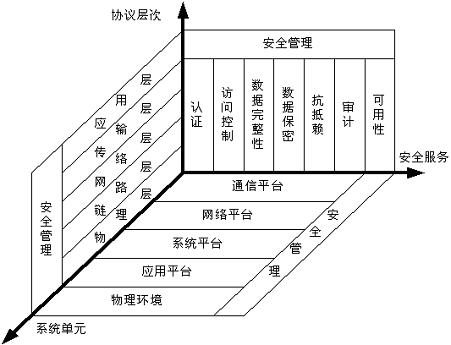 协议层次
安全管理
认证
访问控制
数据完整性
数据保密
抗抵赖
审计
可用性
安全服务
应用层
传输层
网络层
链路层
物理层
安全管理
通信平台
网络平台
系统平台
应用平台
物理环境
安全管理
系统单元